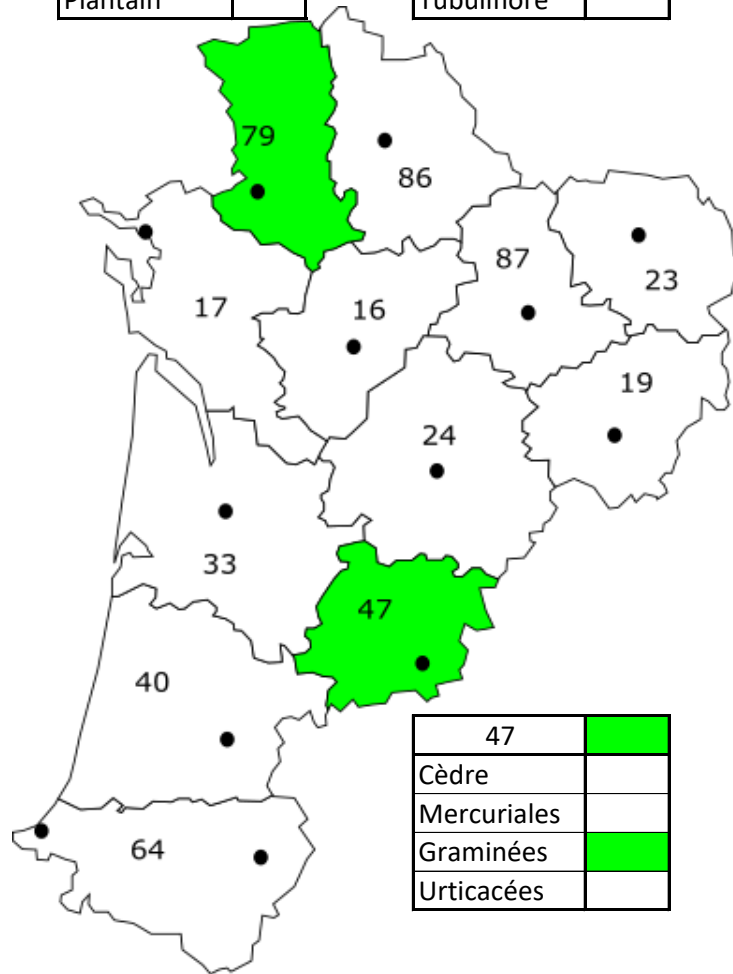 Plantain
Tubuliflore
79
86
87
23
17
16
19
24
33
47
40
47
Cèdre
Mercuriales
64
Graminées
Urticacées